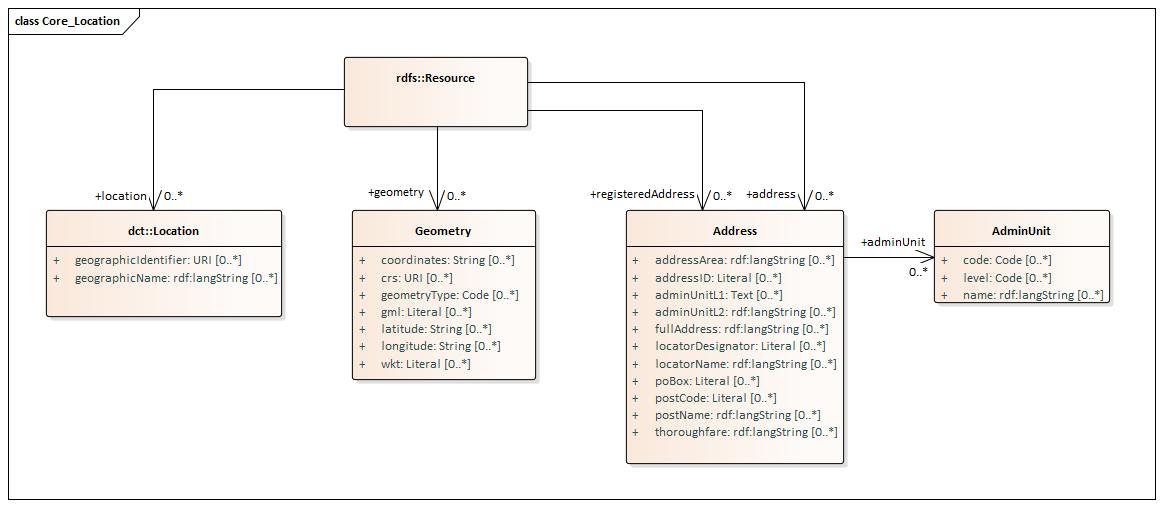 class Core_Location
rdfs::Resource
+location
0..*
+geometry
0..*
+registeredAddress
0..*
+address
0..*
dct::Location
+ geographicIdentifier: URI [0..*]
+ geographicName: rdf:langString [0..*]
Geometry
+ coordinates: String [0..*]
+ crs: URI [0..*]
+ geometryType: Code [0..*]
+ gml: Literal [0..*]
+ latitude: String [0..*]
+ longitude: String [0..*]
+ wkt: Literal [0..*]
Address
+ addressArea: rdf:langString [0..*]
+ addressID: Literal [0..*]
+ adminUnitL1: Text [0..*]
+ adminUnitL2: rdf:langString [0..*]
+ fullAddress: rdf:langString [0..*]
+ locatorDesignator: Literal [0..*]
+ locatorName: rdf:langString [0..*]
+ poBox: Literal [0..*]
+ postCode: Literal [0..*]
+ postName: rdf:langString [0..*]
+ thoroughfare: rdf:langString [0..*]
+adminUnit
0..*
AdminUnit
+ code: Code [0..*]
+ level: Code [0..*]
+ name: rdf:langString [0..*]